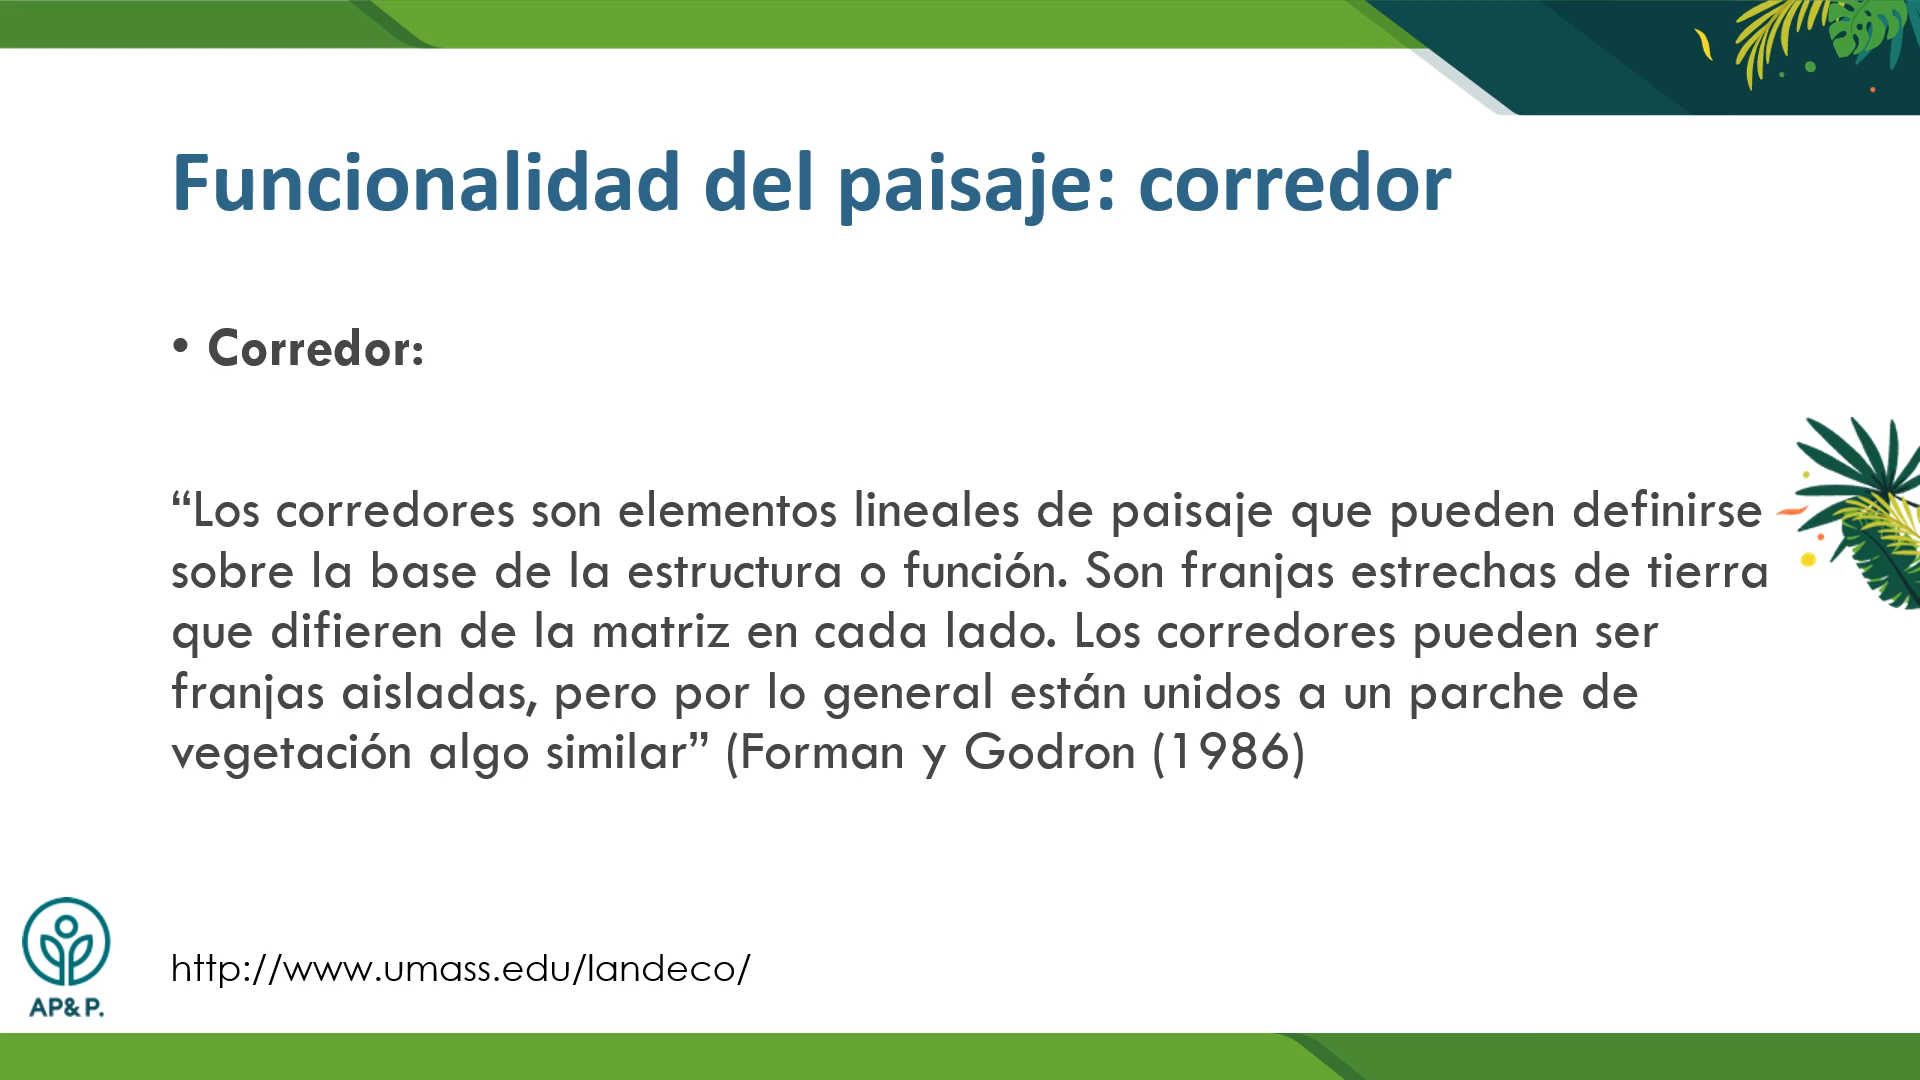 Funcionalidad del paisaje: corredor
• Corredor:
“Los corredores son elementos lineales de paisaje que pueden definirse
sobre la base de la estructura o función. Son franjas estrechas de tierra
que difieren de la matriz en cada lado. Los corredores pueden ser
franjas aisladas, pero por lo general están unidos a un parche de
vegetación algo similar” (Forman y Godron (1986)
http://www.umass.edu/landeco/
AP&P.